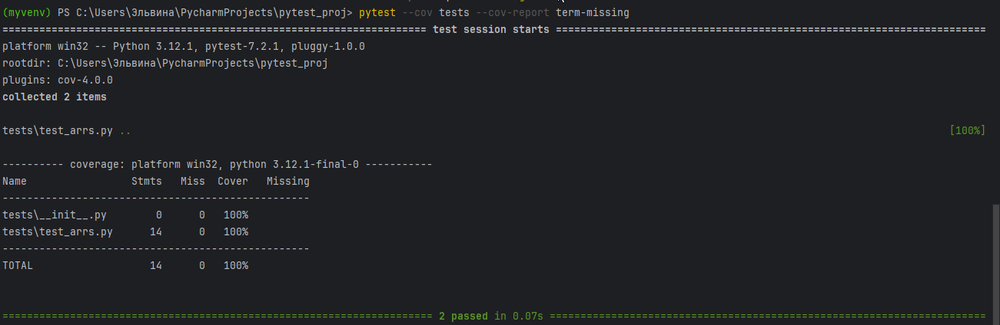 (myvenv) PS C:\Users\Эльвина\PycharmProjects\pytest_proj> pytest --cov tests --cov-report term-missing
===================================================================== test session starts ======================================================================
platform win32 -- Python 3.12.1, pytest-7.2.1, pluggy-1.0.0
rootdir: C:\Users\Эльвина\PycharmProjects\pytest_proj
plugins: cov-4.0.0
collected 2 items
tests\test_arrs.py .. [100%]
---------- coverage: platform win32, python 3.12.1-final-0 -----------
Name Stmts Miss Cover Missing
--------------------------------------------------
tests\__init__.py 0 0 100%
tests\test_arrs.py 14 0 100%
--------------------------------------------------
TOTAL 14 0 100%
====================================================================== 2 passed in 0.07s =======================================================================